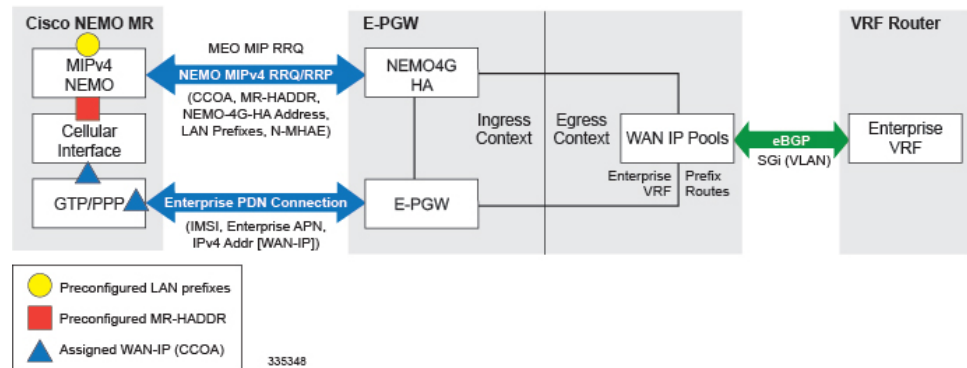 Cisco NEMO MR
E-PGW
VRF Router
MIPv4
NEMO
MEO MIP RRQ
NEMO MIPv4 RRQ/RRP
(CCOA, MR-HADDR,
NEMO-4G-HA Address,
LAN Prefixes, N-MHAE)
NEMO4G
HA
Cellular
Interface
Ingress
Context
Egress
Context
WAN IP Pools
eBGP
SGi (VLAN)
Enterprise
VRF
Enterprise
VRF
Prefix
Routes
GTP/PPP
Enterprise PDN Connection
(IMSI, Enterprise APN,
IPv4 Addr [WAN-IP])
E-PGW
Preconfigured LAN prefixes
Preconfigured MR-HADDR
Assigned WAN-IP (CCOA)
335348